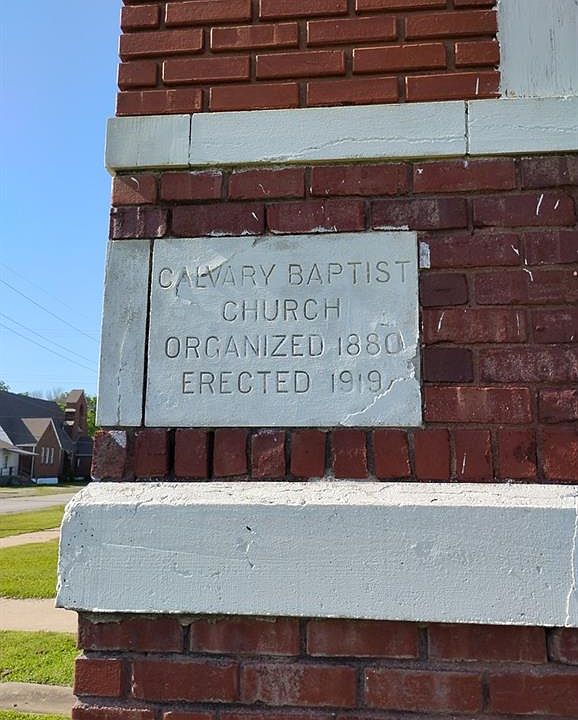 CALVARY BAPTIST
CHURCH
ORGANIZED 1880
ERECTED 1919